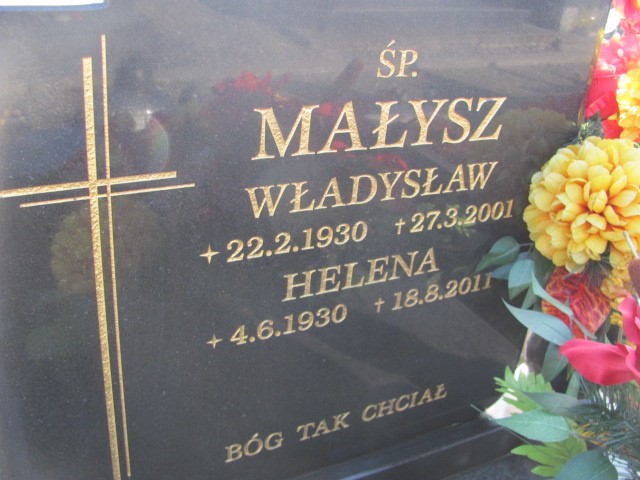 ŚP.
MAŁYSZ
WŁADYSŁAW
+ 22.2.1930 † 27.3.2001
HELENA
+ 4.6.1930 † 18.8.2011
BÓG TAK CHCIAŁ